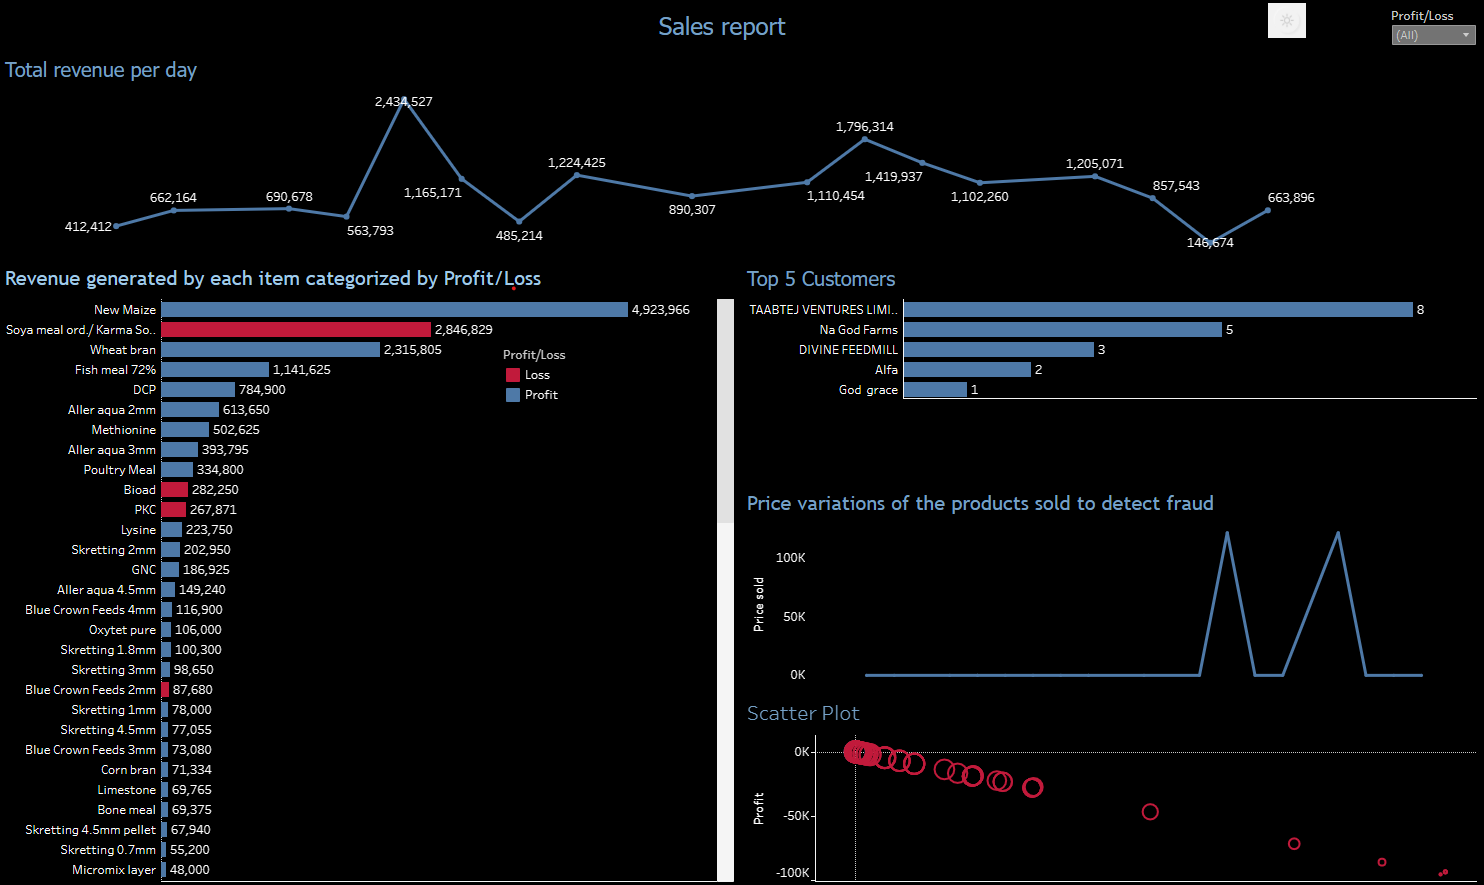 Sales report
Profit/Loss
(All)
Total revenue per day
412,412
662,164
690,678
563,793
2,434,527
1,165,171
485,214
1,224,425
890,307
1,110,454
1,796,314
1,419,937
1,102,260
1,205,071
857,543
146,674
663,896
Revenue generated by each item categorized by Profit/Loss
New Maize 4,923,966
Soya meal ord./ Karma So.. 2,846,829
Wheat bran 2,315,805
Fish meal 72% 1,141,625
DCP 784,900
Aller aqua 2mm 613,650
Methionine 502,625
Aller aqua 3mm 393,795
Poultry Meal 334,800
Bioad 282,250
PKC 267,871
Lysine 223,750
Skretting 2mm 202,950
GNC 186,925
Aller aqua 4.5mm 149,240
Blue Crown Feeds 4mm 116,900
Oxytet pure 106,000
Skretting 1.8mm 100,300
Skretting 3mm 98,650
Blue Crown Feeds 2mm 87,680
Skretting 1mm 78,000
Skretting 4.5mm 77,055
Blue Crown Feeds 3mm 73,080
Corn bran 71,334
Limestone 69,765
Bone meal 69,375
Skretting 4.5mm pellet 67,940
Skretting 0.7mm 55,200
Micromix layer 48,000
Profit/Loss
Loss
Profit
Top 5 Customers
TAABTEJ VENTURES LIMI.. 8
Na God Farms 5
DIVINE FEEDMILL 3
Alfa 2
God grace 1
Price variations of the products sold to detect fraud
Price sold
100K
50K
0K
Scatter Plot
Profit
0K
-50K
-100K